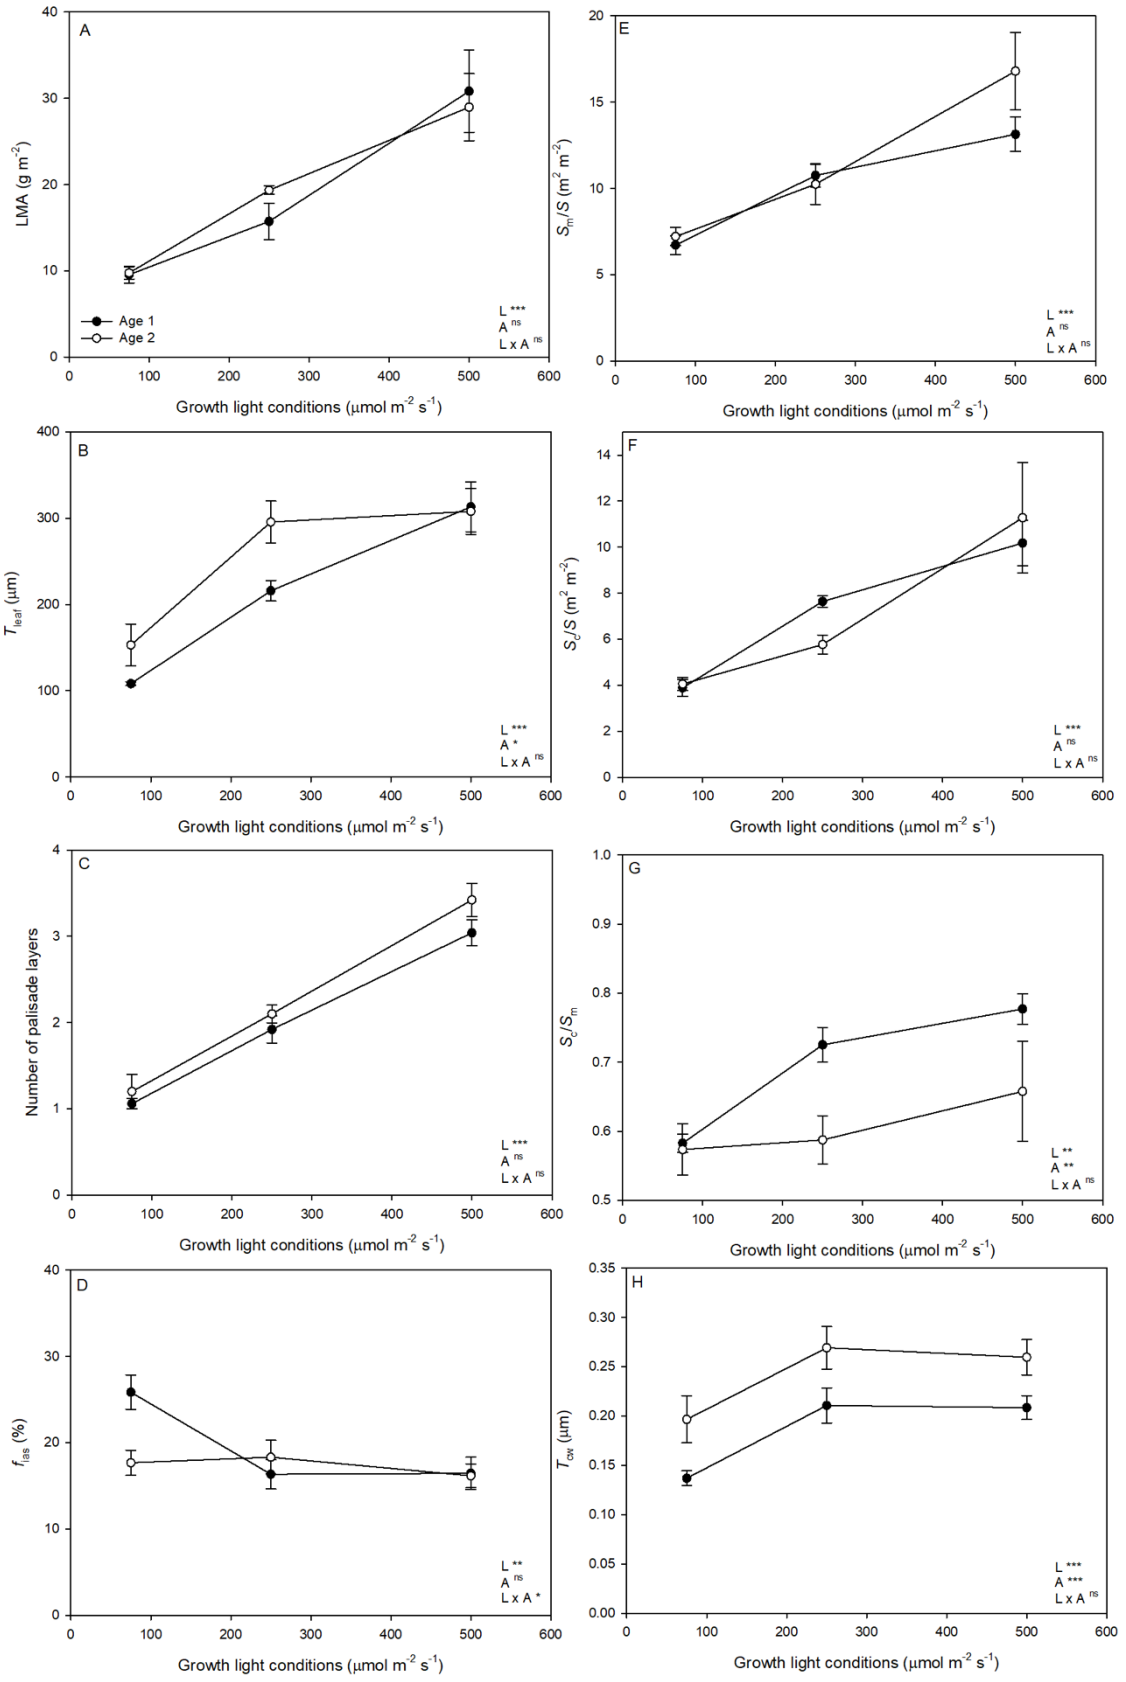 A
40
30
20
10
0
LMA (g m⁻²)
Age 1
Age 2
L ***
A ns
L x A ns
0 100 200 300 400 500 600
Growth light conditions (μmol m⁻² s⁻¹)
E
20
15
10
5
0
Sm/S (m² m⁻²)
L ***
A ns
L x A ns
0 100 200 300 400 500 600
Growth light conditions (μmol m⁻² s⁻¹)
B
400
300
200
100
0
Tleaf (μm)
L ***
A *
L x A ns
0 100 200 300 400 500 600
Growth light conditions (μmol m⁻² s⁻¹)
F
14
12
10
8
6
4
2
0
Sc/S (m² m⁻²)
L ***
A ns
L x A ns
0 100 200 300 400 500 600
Growth light conditions (μmol m⁻² s⁻¹)
C
4
3
2
1
0
Number of palisade layers
L ***
A ns
L x A ns
0 100 200 300 400 500 600
Growth light conditions (μmol m⁻² s⁻¹)
G
1.0
0.9
0.8
0.7
0.6
0.5
Sc/Sm
L **
A **
L x A ns
0 100 200 300 400 500 600
Growth light conditions (μmol m⁻² s⁻¹)
D
40
30
20
10
0
fias (%)
L **
A ns
L x A *
0 100 200 300 400 500 600
Growth light conditions (μmol m⁻² s⁻¹)
H
0.35
0.30
0.25
0.20
0.15
0.10
0.05
0.00
Tcw (μm)
L ***
A ***
L x A ns
0 100 200 300 400 500 600
Growth light conditions (μmol m⁻² s⁻¹)